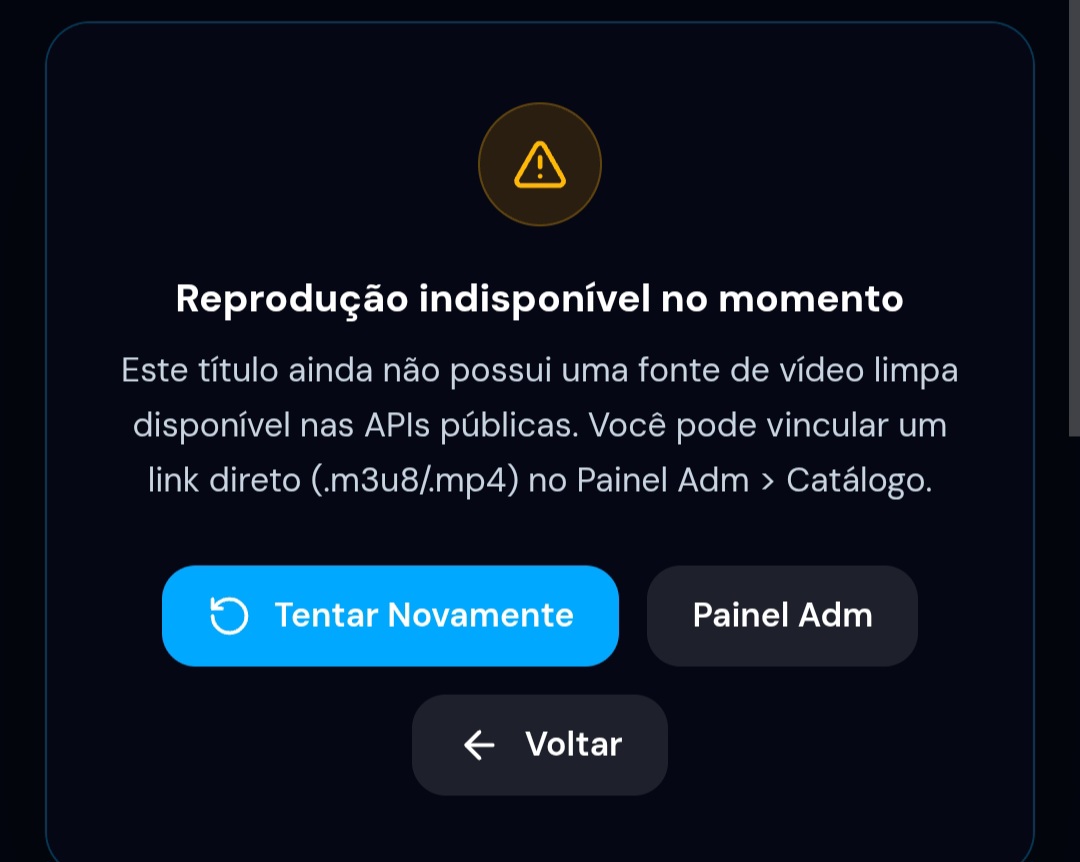 Reprodução indisponível no momento
Este título ainda não possui uma fonte de vídeo limpa
disponível nas APIs públicas. Você pode vincular um
link direto (.m3u8/.mp4) no Painel Adm > Catálogo.
Tentar Novamente
Painel Adm
Voltar